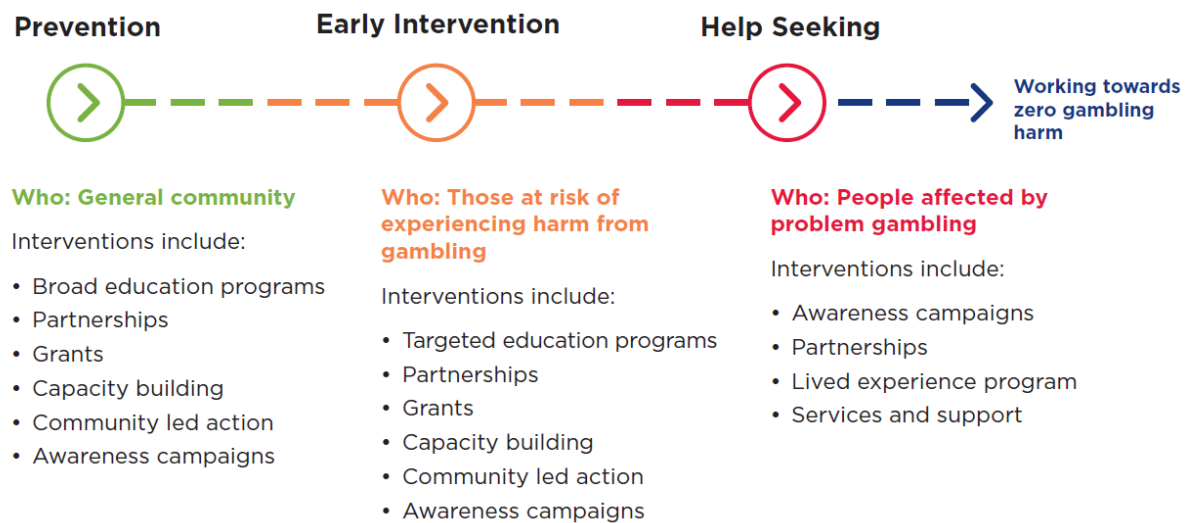 Prevention
Early Intervention
Help Seeking
Working towards
zero gambling
harm
Who: General community
Interventions include:
• Broad education programs
• Partnerships
• Grants
• Capacity building
• Community led action
• Awareness campaigns
Who: Those at risk of
experiencing harm from
gambling
Interventions include:
• Targeted education programs
• Partnerships
• Grants
• Capacity building
• Community led action
• Awareness campaigns
Who: People affected by
problem gambling
Interventions include:
• Awareness campaigns
• Partnerships
• Lived experience program
• Services and support